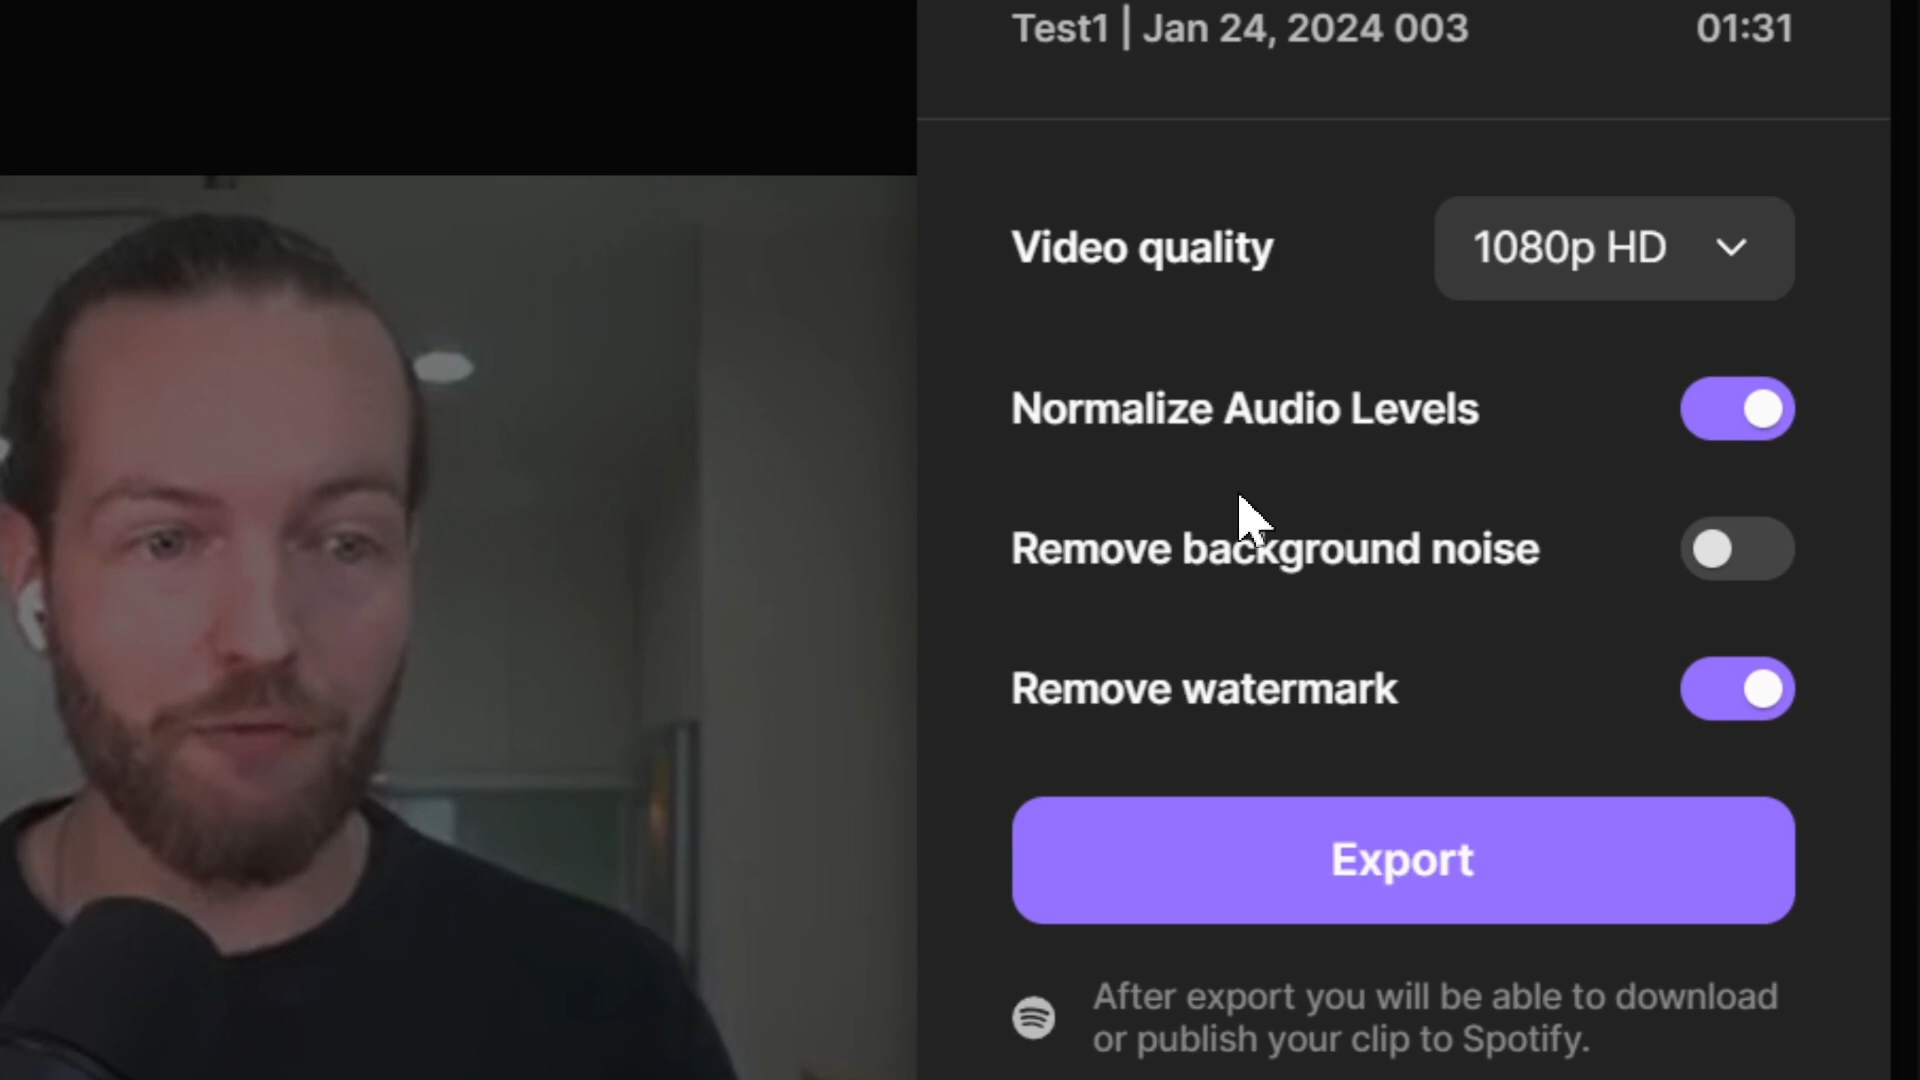 Test1 | Jan 24, 2024 003 01:31
Video quality 1080p HD
Normalize Audio Levels
Remove background noise
Remove watermark
Export
After export you will be able to download
or publish your clip to Spotify.